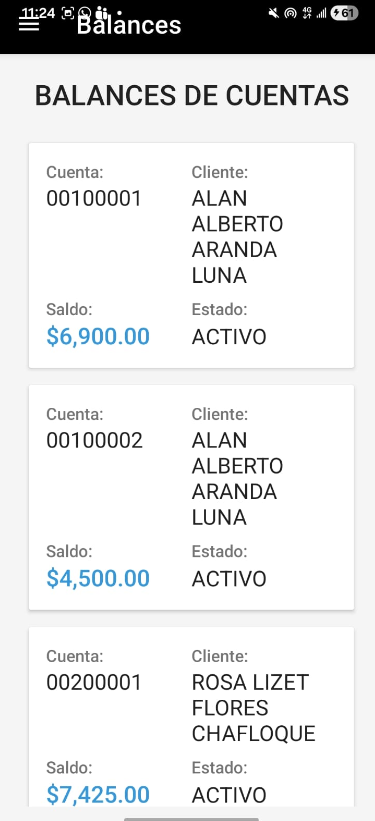 11:24
4G
61
Balances
BALANCES DE CUENTAS
Cuenta:
00100001
Cliente:
ALAN
ALBERTO
ARANDA
LUNA
Saldo:
$6,900.00
Estado:
ACTIVO
Cuenta:
00100002
Cliente:
ALAN
ALBERTO
ARANDA
LUNA
Saldo:
$4,500.00
Estado:
ACTIVO
Cuenta:
00200001
Cliente:
ROSA LIZET
FLORES
CHAFLOQUE
Saldo:
$7,425.00
Estado:
ACTIVO